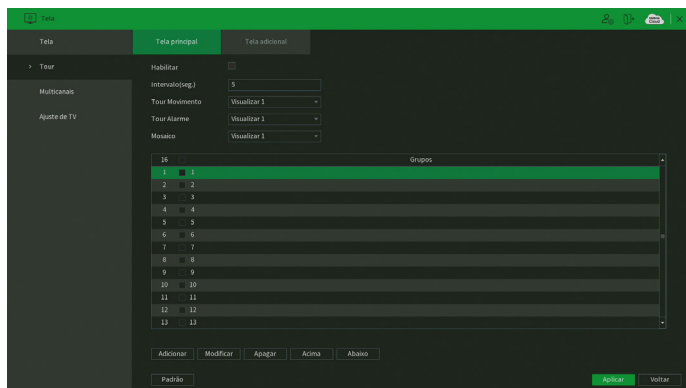 Tela
Tela
Tour
Multicanais
Ajuste de TV
Tela principal
Tela adicional
Habilitar
Intervalo(seg.) 5
Tour Movimento Visualizar 1
Tour Alarme Visualizar 1
Mosaico Visualizar 1
16 Grupos
1 1
2 2
3 3
4 4
5 5
6 6
7 7
8 8
9 9
10 10
11 11
12 12
13 13
Adicionar Modificar Apagar Acima Abaixo
Padrão Aplicar Voltar